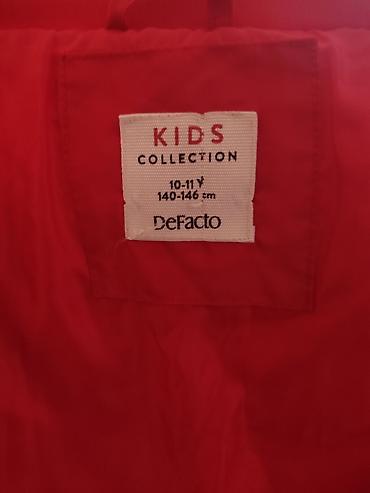 KIDS
COLLECTION
10-11 Y
140-146 cm
DeFacto